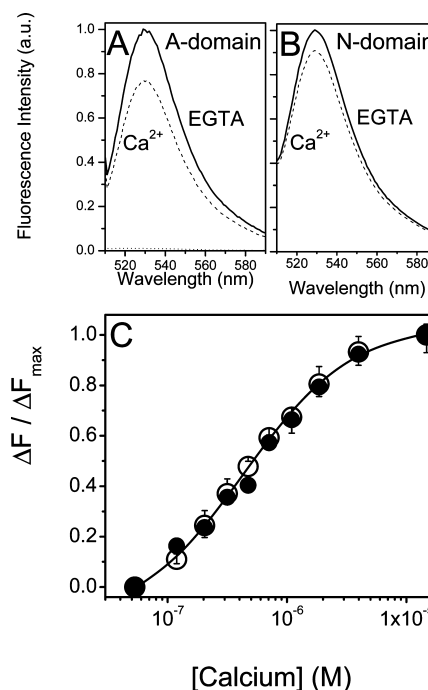 Fluorescence Intensity (a.u.)
1.0
0.8
0.6
0.4
0.2
0.0
A
A-domain
EGTA
Ca²⁺
520 540 560 580
Wavelength (nm)
B
N-domain
EGTA
Ca²⁺
520 540 560 580
Wavelength (nm)
C
ΔF / ΔFmax
1.0
0.8
0.6
0.4
0.2
0.0
10⁻⁷ 10⁻⁶
[Calcium] (M)